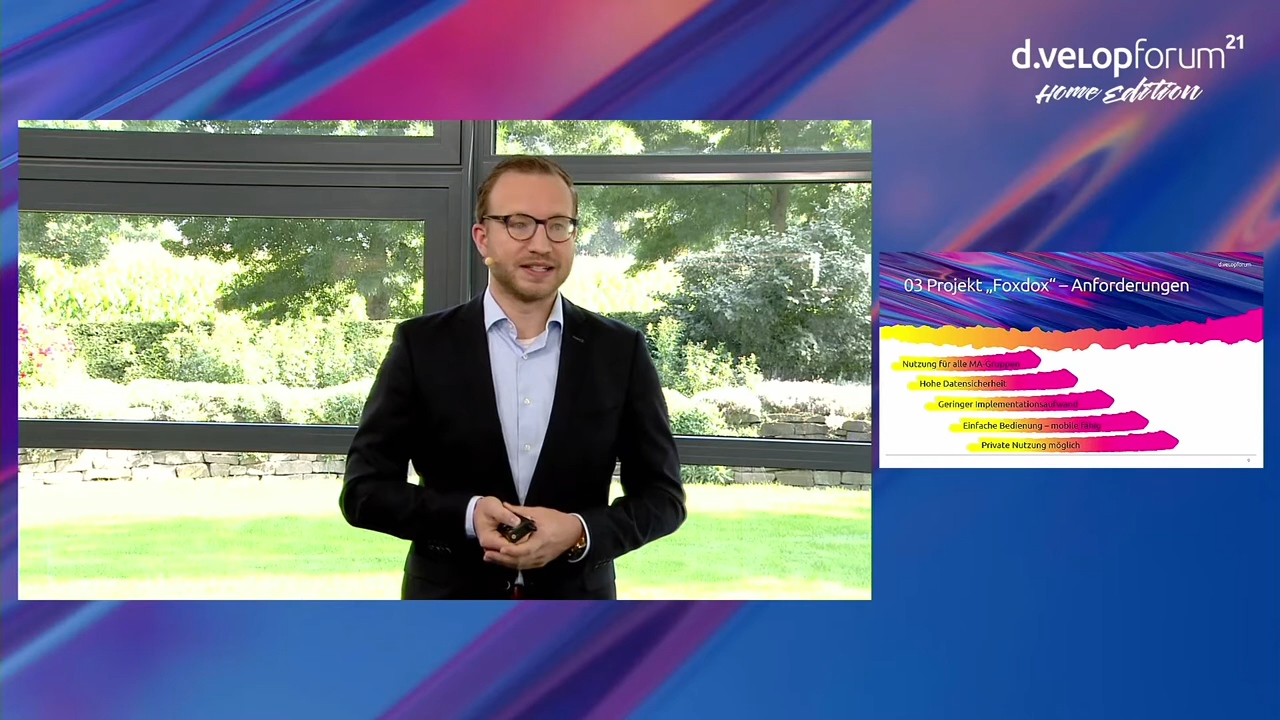 d.velopforum21
Home Edition
d.velopforum
03 Projekt „Foxdox“ – Anforderungen
Nutzung für alle MA-Gruppen
Hohe Datensicherheit
Geringer Implementationsaufwand
Einfache Bedienung – mobile fähig
Private Nutzung möglich